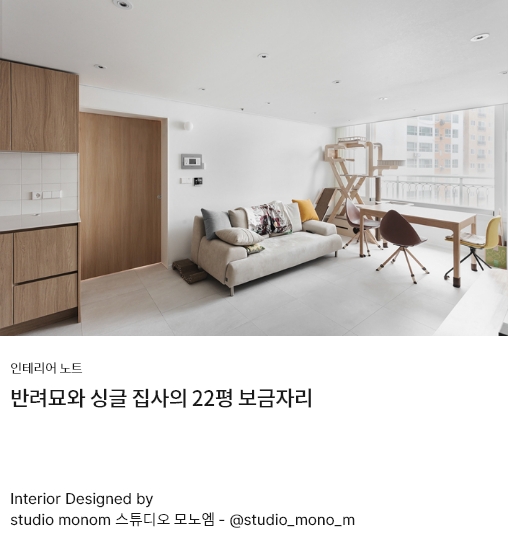 인테리어 노트
반려묘와 싱글 집사의 22평 보금자리
Interior Designed by
studio monom 스튜디오 모노엠 - @studio_mono_m